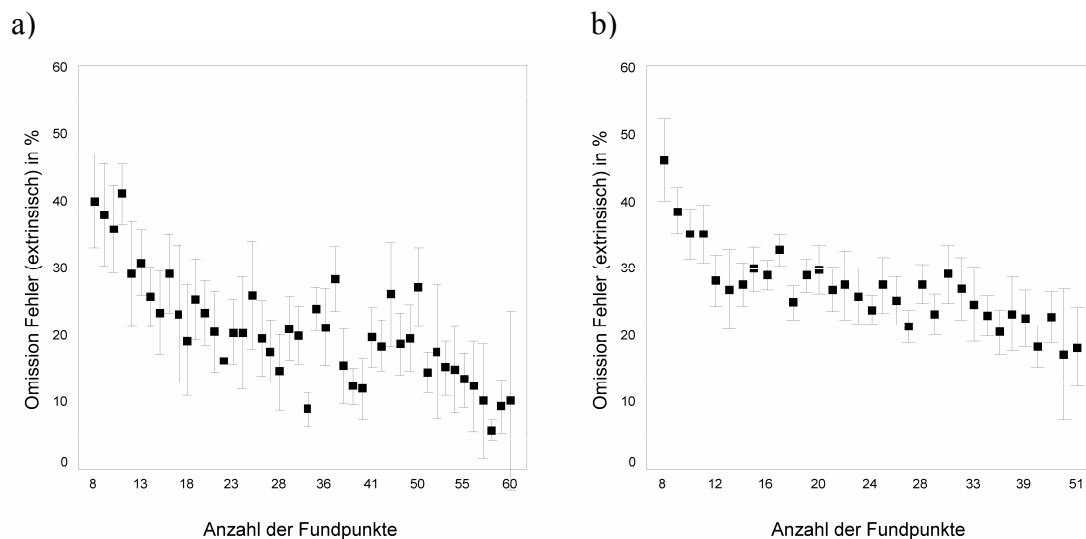 a)
60
50
40
30
20
10
0
Omission Fehler (extrinsisch) in %
8 13 18 23 28 36 41 50 55 60
Anzahl der Fundpunkte
b)
60
50
40
30
20
10
0
Omission Fehler (extrinsisch) in %
8 12 16 20 24 28 33 39 51
Anzahl der Fundpunkte